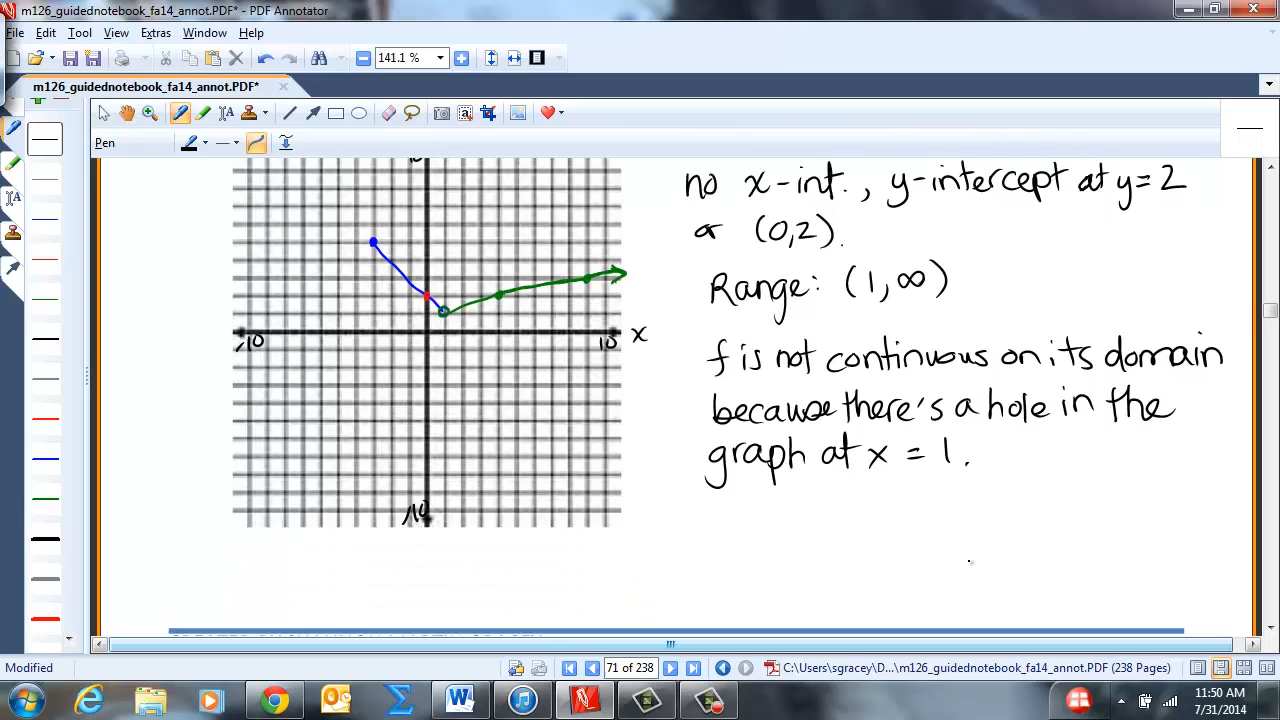 m126_guidednotebook_fa14_annot.PDF* - PDF Annotator
File Edit Tool View Extras Window Help
141.1 %
m126_guidednotebook_fa14_annot.PDF*
Pen
no x-int., y-intercept at y=2
or (0,2).
Range: (1,∞)
x
-10
10
-10
f is not continuous on its domain
because there's a hole in the
graph at x = 1.
Modified
71 of 238
C:\Users\sgracey\D...\m126_guidednotebook_fa14_annot.PDF (238 Pages)
11:50 AM
7/31/2014